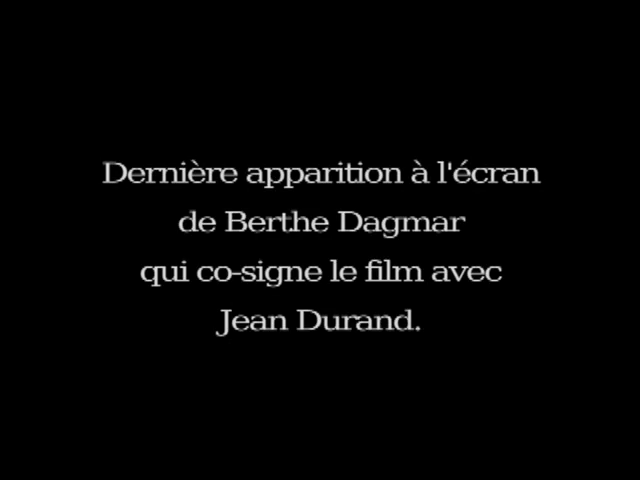 Dernière apparition à l'écran
de Berthe Dagmar
qui co-signe le film avec
Jean Durand.